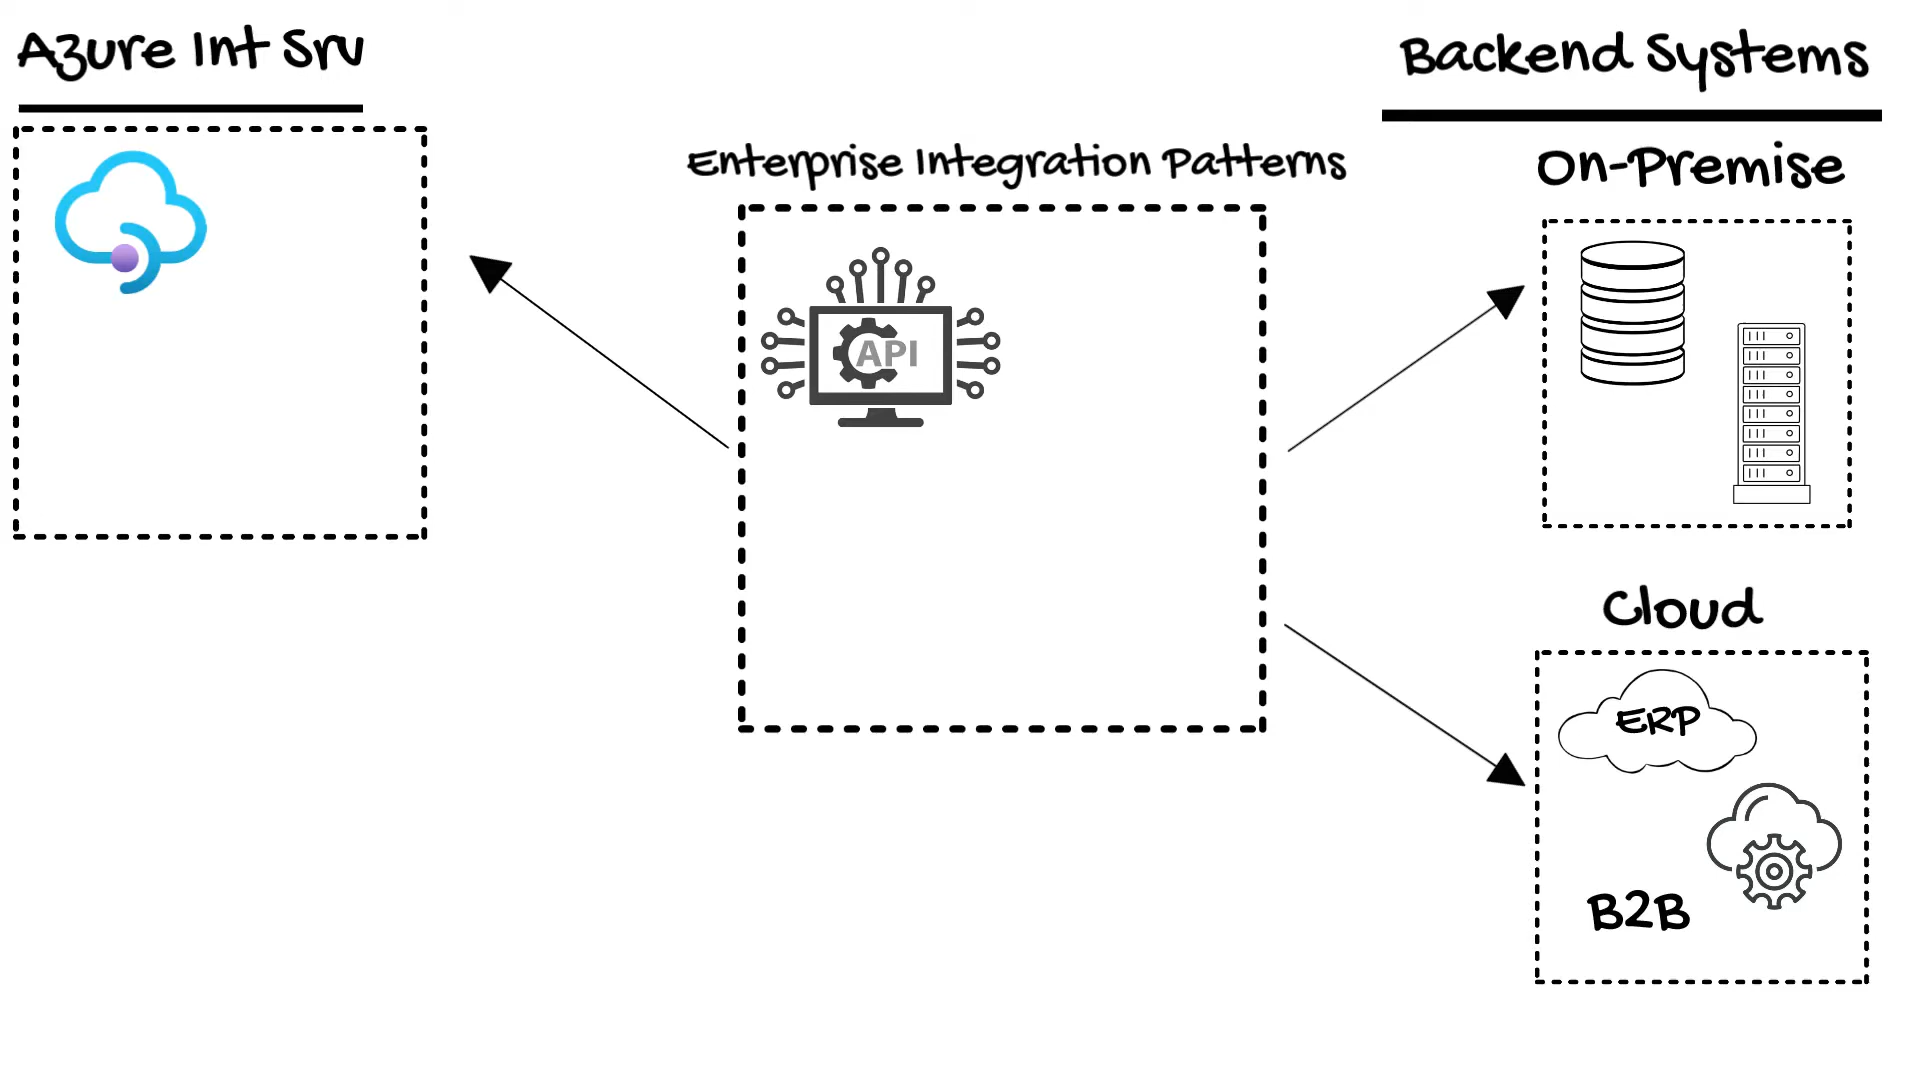 Azure Int Srv
Backend Systems
Enterprise Integration Patterns
On-Premise
API
Cloud
ERP
B2B